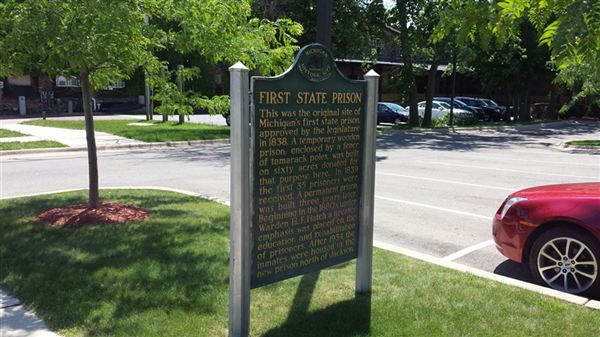 FIRST STATE PRISON
This was the original site of
Michigan's first state prison,
approved by the legislature
in 1838. A temporary wooden
prison, enclosed by a fence
of tamarack poles, was built
on sixty acres donated for
that purpose here. In 1839
the first 35 prisoners were
received. A permanent prison
was built three years later.
Beginning in the 1880's under
Warden H.F. Hatch a greater
emphasis was placed on the
education and rehabilitation
of prisoners. After 1934 the
inmates were housed in the
new prison north of Jackson.